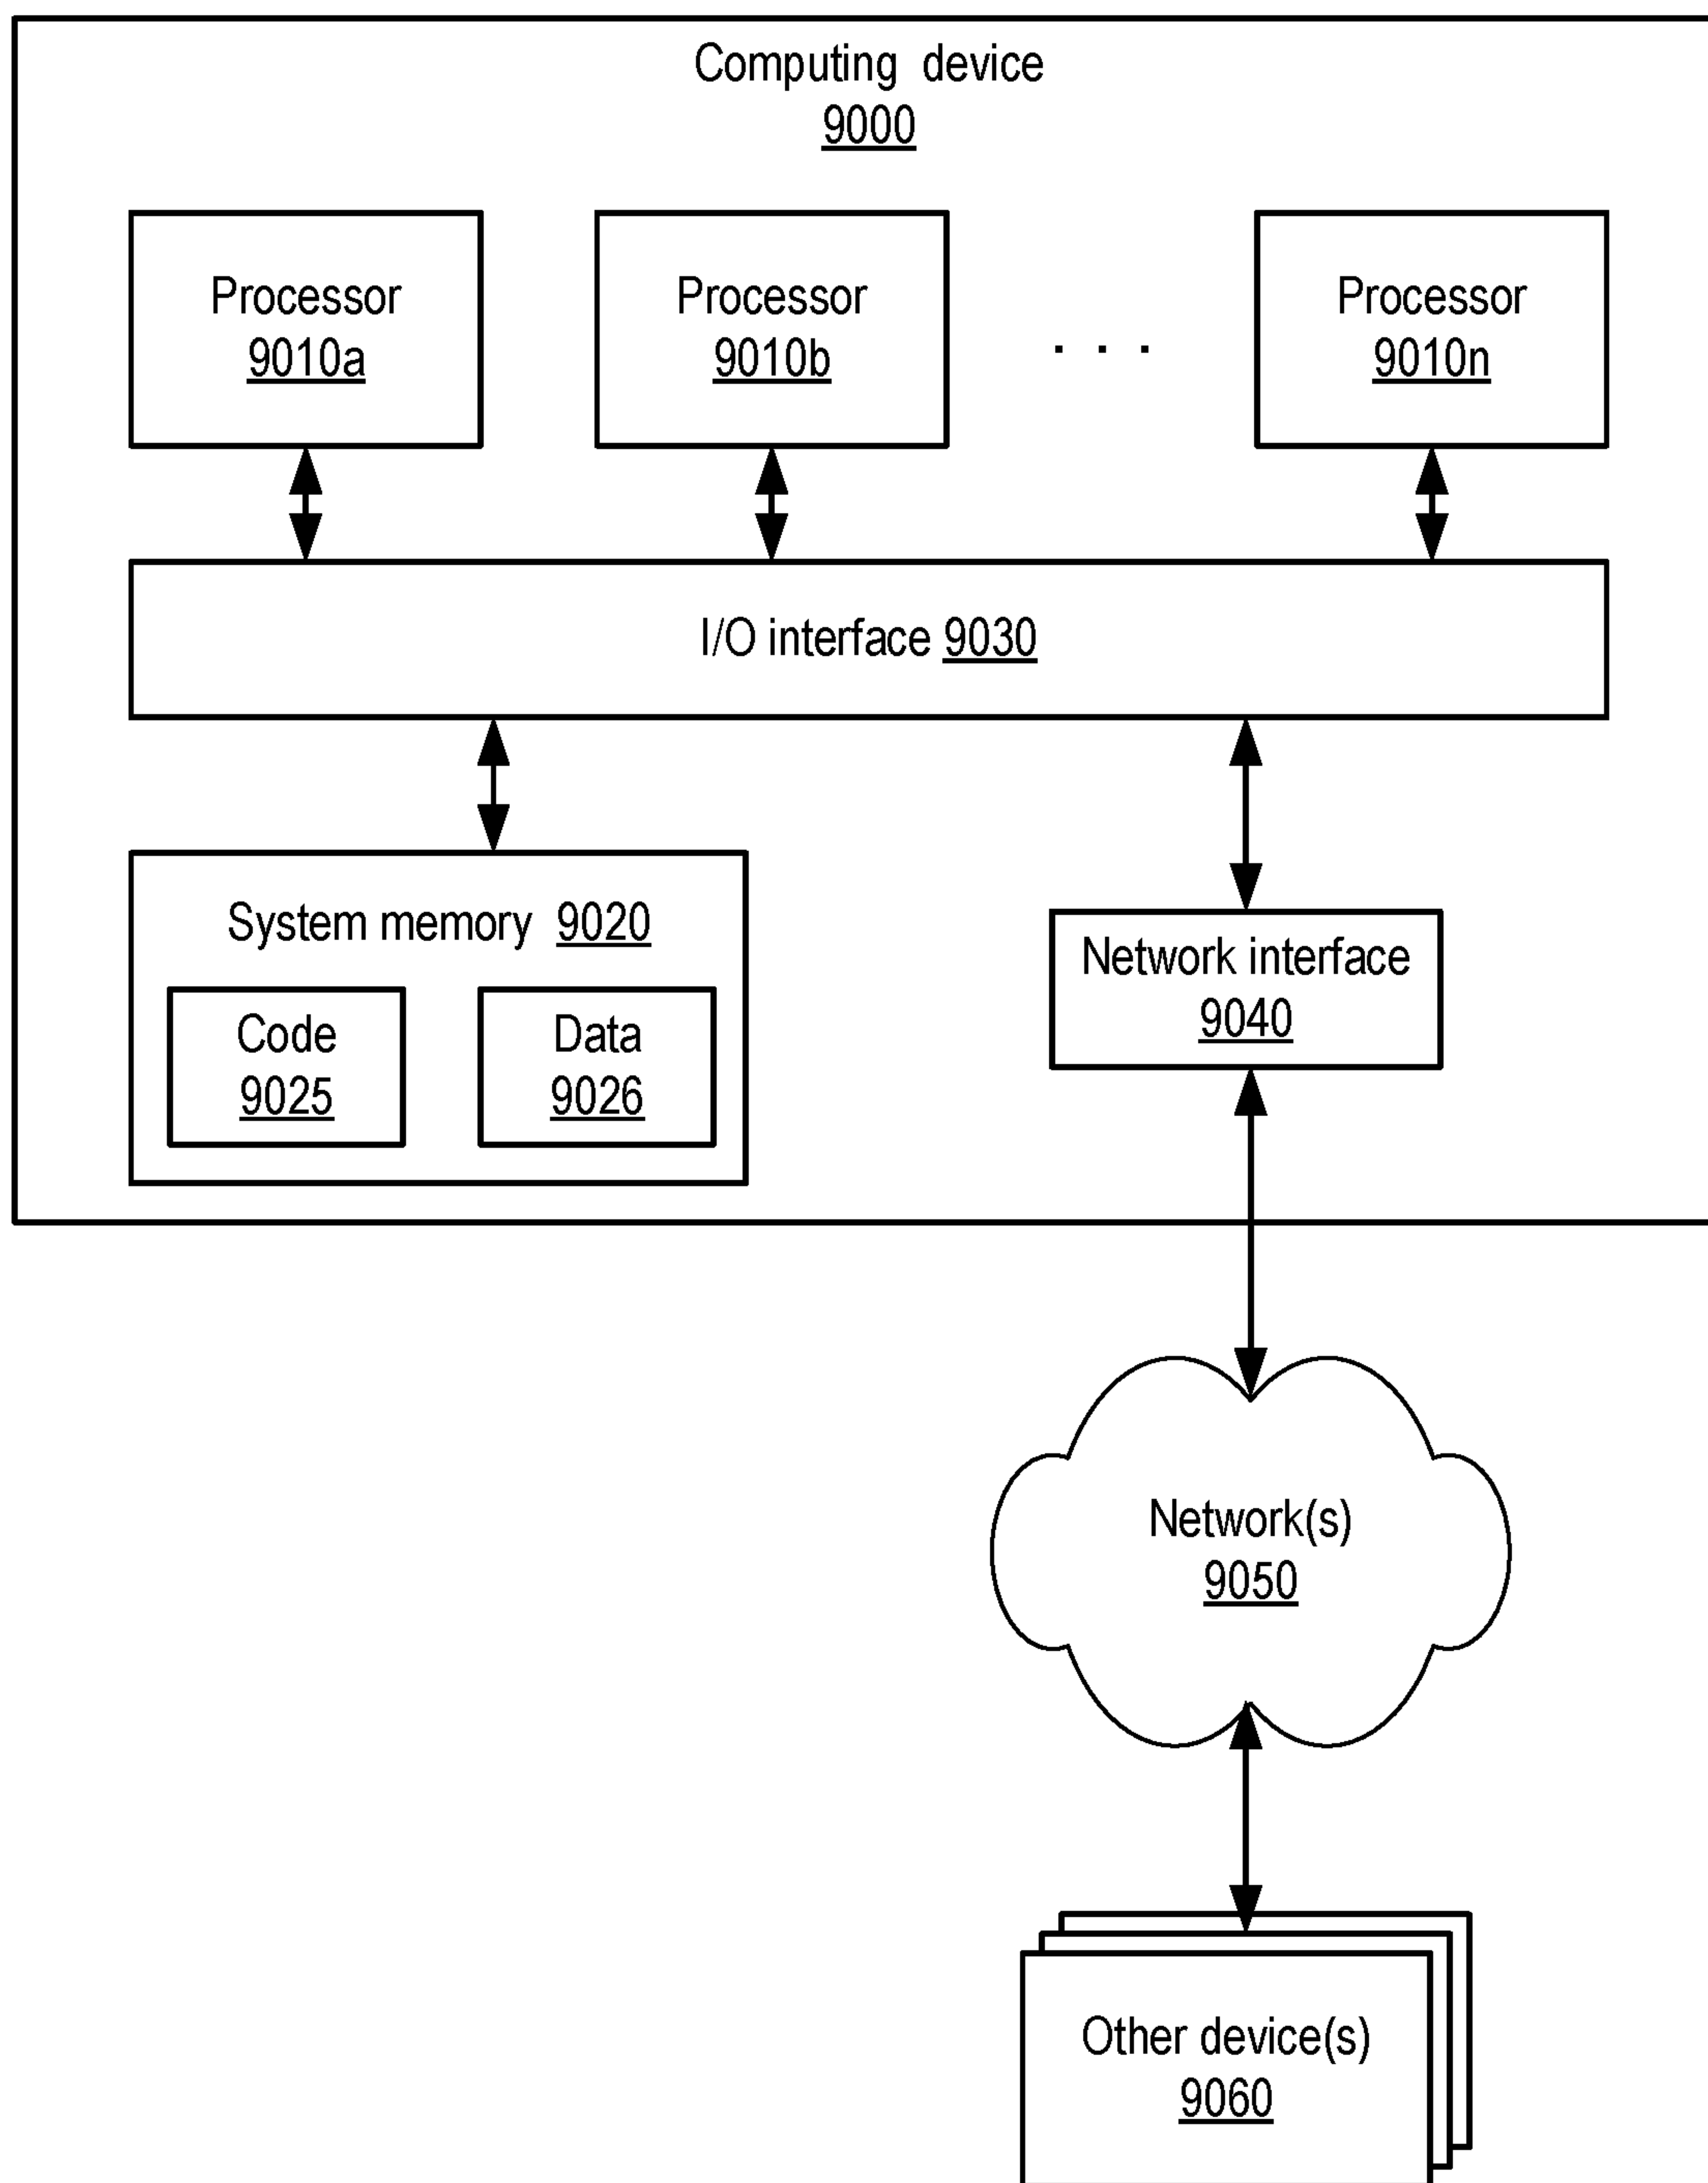 Computing device
9000
Processor
9010a
Processor
9010b
. . .
Processor
9010n
I/O interface 9030
System memory 9020
Code
9025
Data
9026
Network interface
9040
Network(s)
9050
Other device(s)
9060